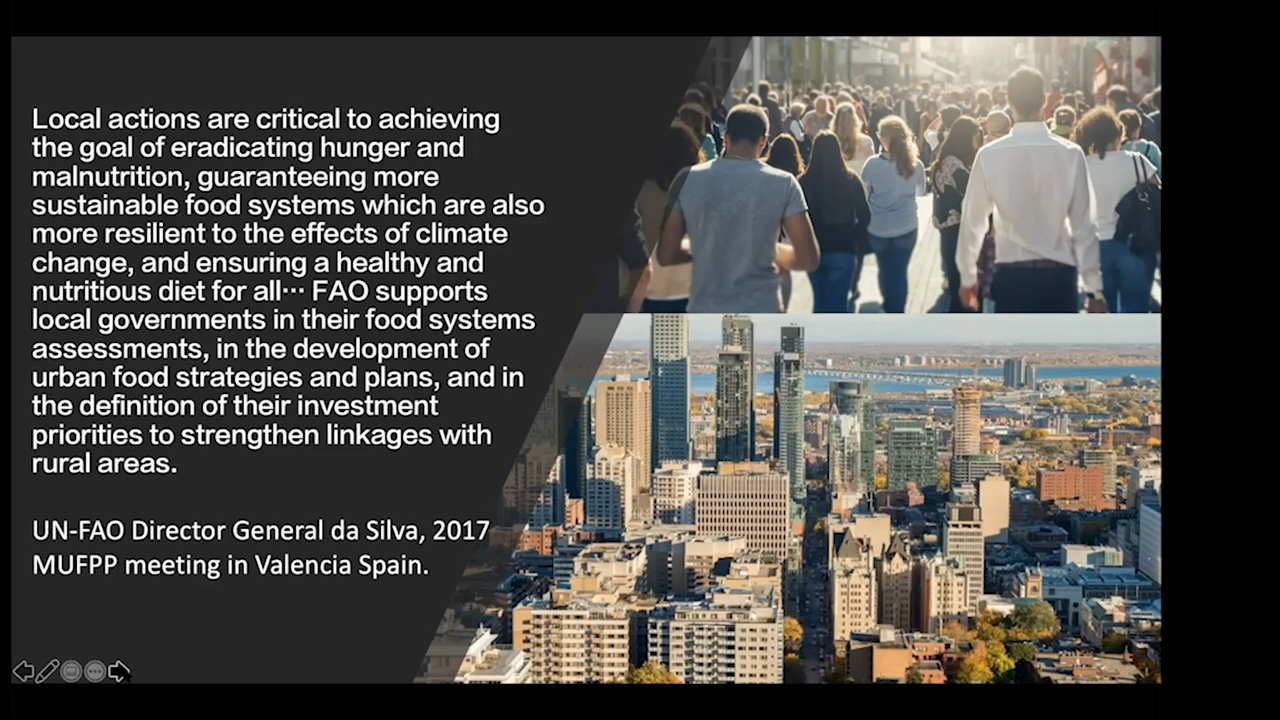 Local actions are critical to achieving
the goal of eradicating hunger and
malnutrition, guaranteeing more
sustainable food systems which are also
more resilient to the effects of climate
change, and ensuring a healthy and
nutritious diet for all··· FAO supports
local governments in their food systems
assessments, in the development of
urban food strategies and plans, and in
the definition of their investment
priorities to strengthen linkages with
rural areas.
UN-FAO Director General da Silva, 2017
MUFPP meeting in Valencia Spain.